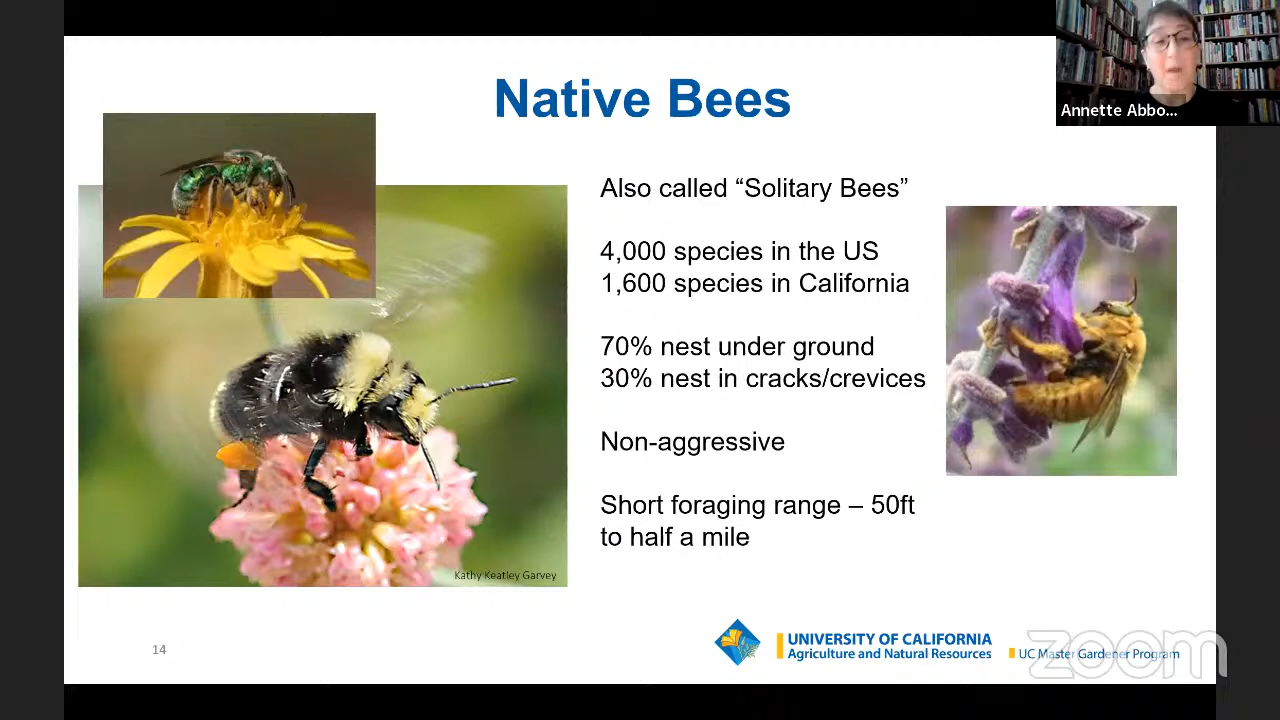 Native Bees
Annette Abbo...
Also called “Solitary Bees”
4,000 species in the US
1,600 species in California
70% nest under ground
30% nest in cracks/crevices
Non-aggressive
Short foraging range – 50ft
to half a mile
Kathy Keatley Garvey
14
UNIVERSITY OF CALIFORNIA
Agriculture and Natural Resources
UC Master Gardener Program
zoom